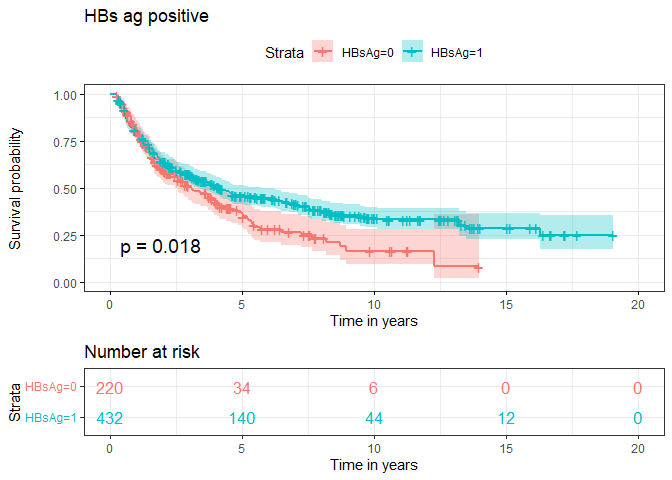 HBs ag positive
Strata HBsAg=0 HBsAg=1
Survival probability
1.00
0.75
0.50
0.25
0.00
p = 0.018
0 5 10 15 20
Time in years
Number at risk
Strata
HBsAg=0 220 34 6 0 0
HBsAg=1 432 140 44 12 0
0 5 10 15 20
Time in years